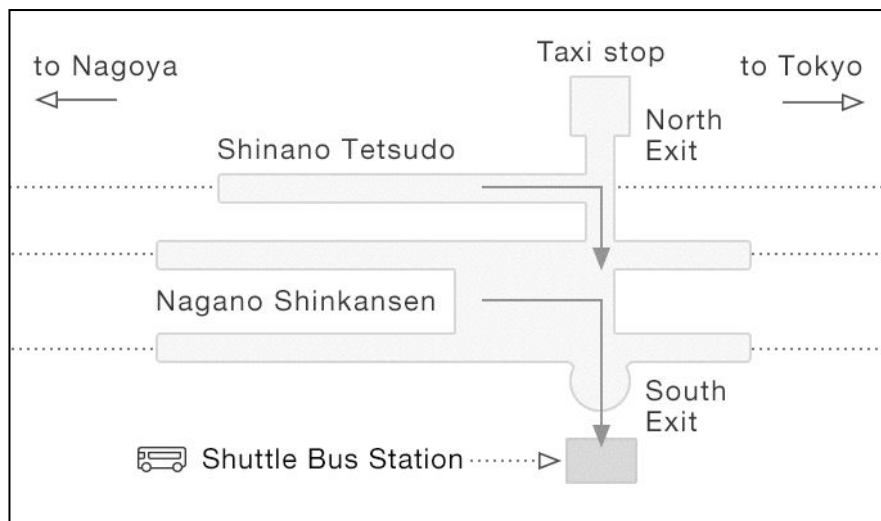 to Nagoya
Taxi stop
to Tokyo
North
Exit
Shinano Tetsudo
Nagano Shinkansen
South
Exit
Shuttle Bus Station